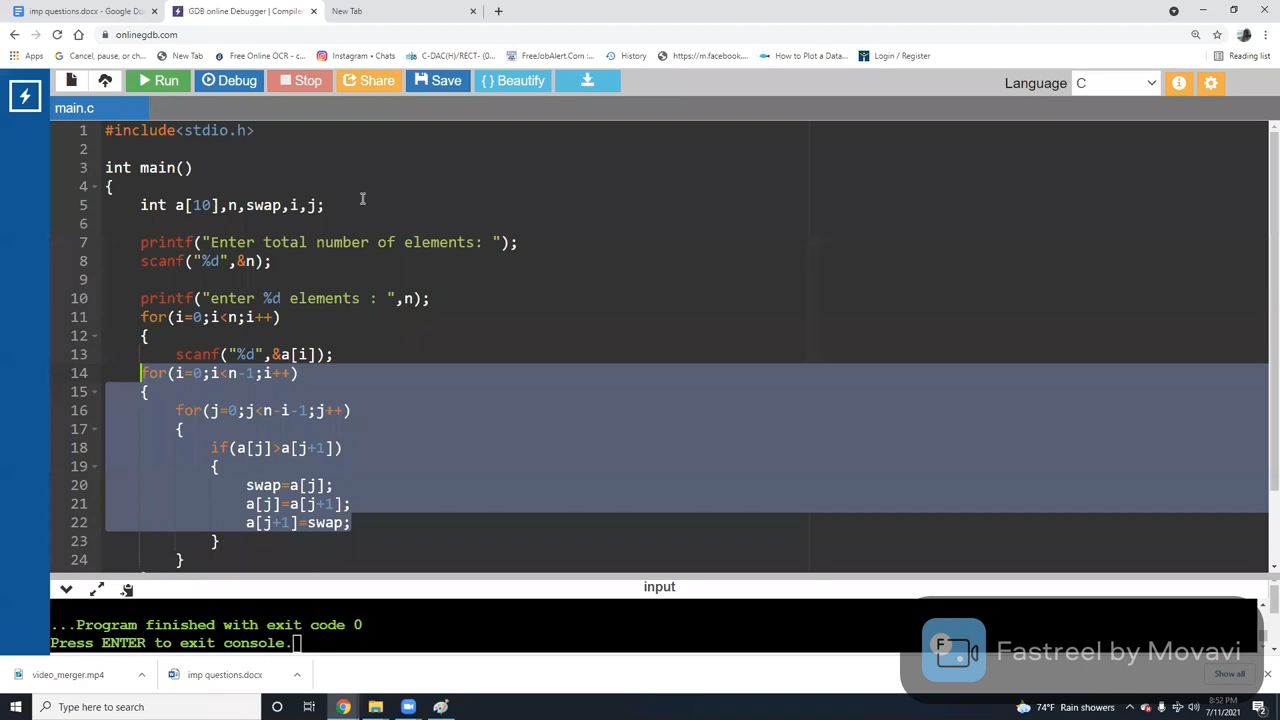 imp questions.docx - Google Do
GDB online Debugger | Compiler
New Tab
onlinegdb.com
Apps
Cancel, pause, or ch...
New Tab
Free Online OCR - c...
Instagram • Chats
C-DAC(H)/RECT- (0...
FreeJobAlert.Com :...
History
https://m.facebook...
How to Plot a Data...
Login / Register
Reading list
Run
Debug
Stop
Share
Save
{ } Beautify
Language
C
main.c
1 #include<stdio.h>
2
3 int main()
4 {
5 int a[10],n,swap,i,j;
6
7 printf("Enter total number of elements: ");
8 scanf("%d",&n);
9
10 printf("enter %d elements : ",n);
11 for(i=0;i<n;i++)
12 {
13 scanf("%d",&a[i]);
14 for(i=0;i<n-1;i++)
15 {
16 for(j=0;j<n-i-1;j++)
17 {
18 if(a[j]>a[j+1])
19 {
20 swap=a[j];
21 a[j]=a[j+1];
22 a[j+1]=swap;
23 }
24 }
input
...Program finished with exit code 0
Press ENTER to exit console.
Fastreel by Movavi
video_merger.mp4
imp questions.docx
Show all
Type here to search
74°F Rain showers
8:52 PM
7/11/2021